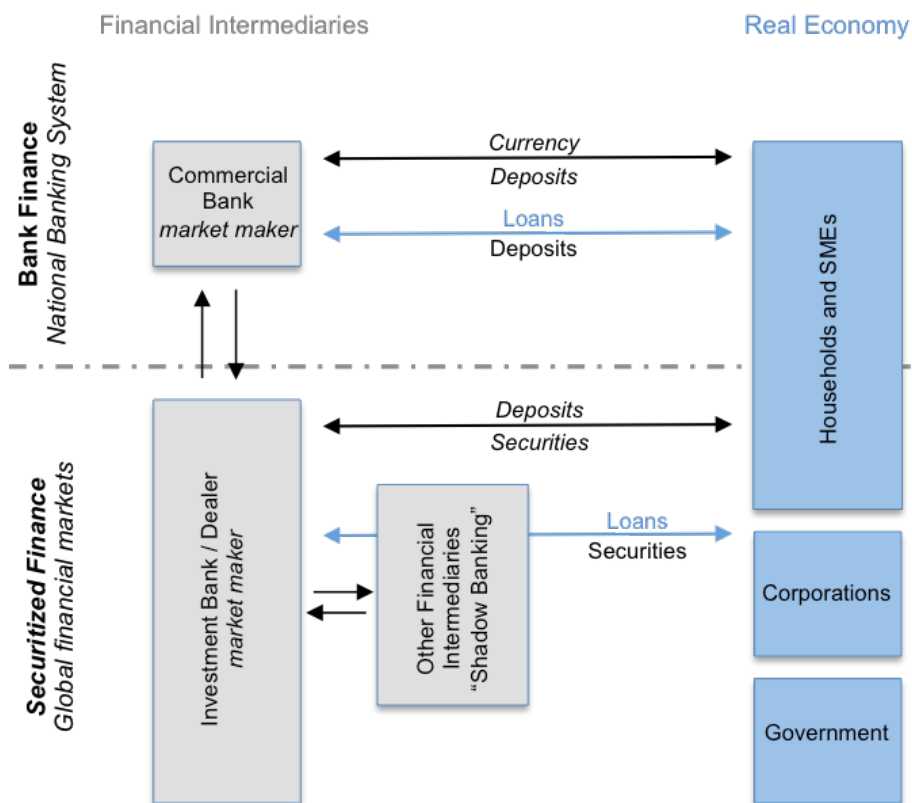 Financial Intermediaries
Real Economy
Bank Finance
National Banking System
Commercial
Bank
market maker
Currency
Deposits
Loans
Deposits
Households and SMEs
Securitized Finance
Global financial markets
Investment Bank / Dealer
market maker
Deposits
Securities
Other Financial
Intermediaries
“Shadow Banking”
Loans
Securities
Corporations
Government